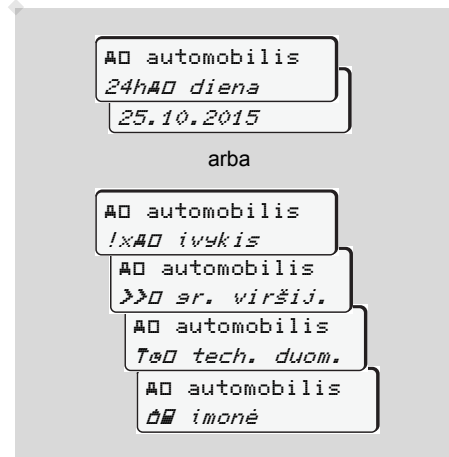 automobilis
24h diena
25.10.2015
arba
automobilis
!x ivykis
automobilis
>> gr. viršij.
automobilis
tech. duom.
automobilis
imonė